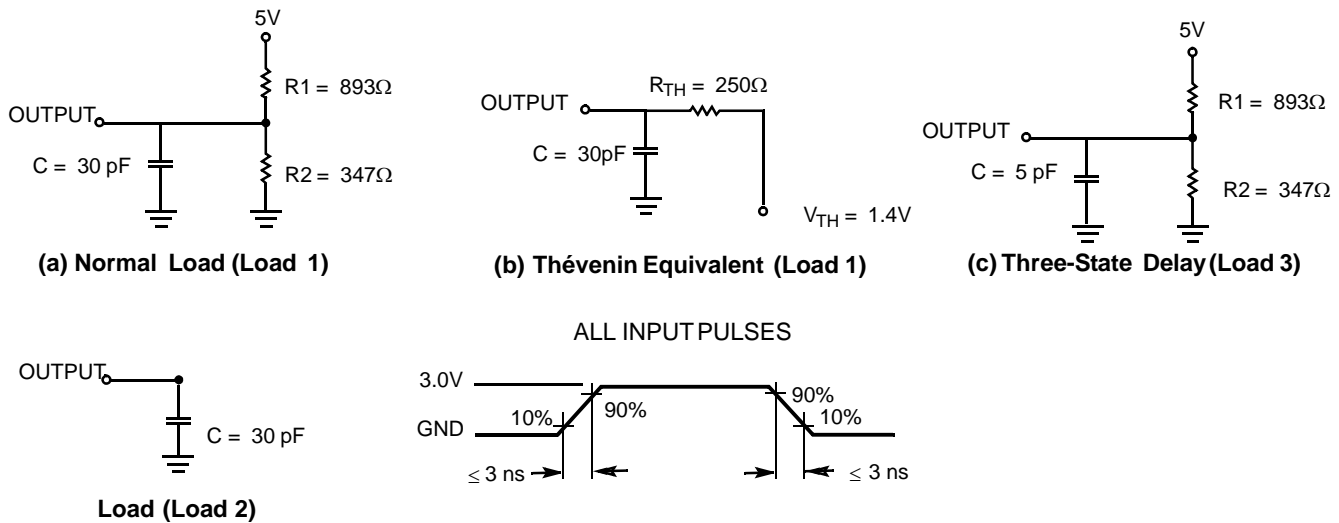 5V
R1 = 893Ω
OUTPUT
C = 30 pF
R2 = 347Ω
(a) Normal Load (Load 1)
RTH = 250Ω
OUTPUT
C = 30pF
VTH = 1.4V
(b) Thévenin Equivalent (Load 1)
5V
R1 = 893Ω
OUTPUT
C = 5 pF
R2 = 347Ω
(c) Three-State Delay (Load 3)
OUTPUT
C = 30 pF
Load (Load 2)
ALL INPUT PULSES
3.0V
GND
10%
90%
90%
10%
≤ 3 ns
≤ 3 ns